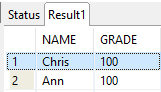 Status Result1
NAME GRADE
1 Chris 100
2 Ann 100